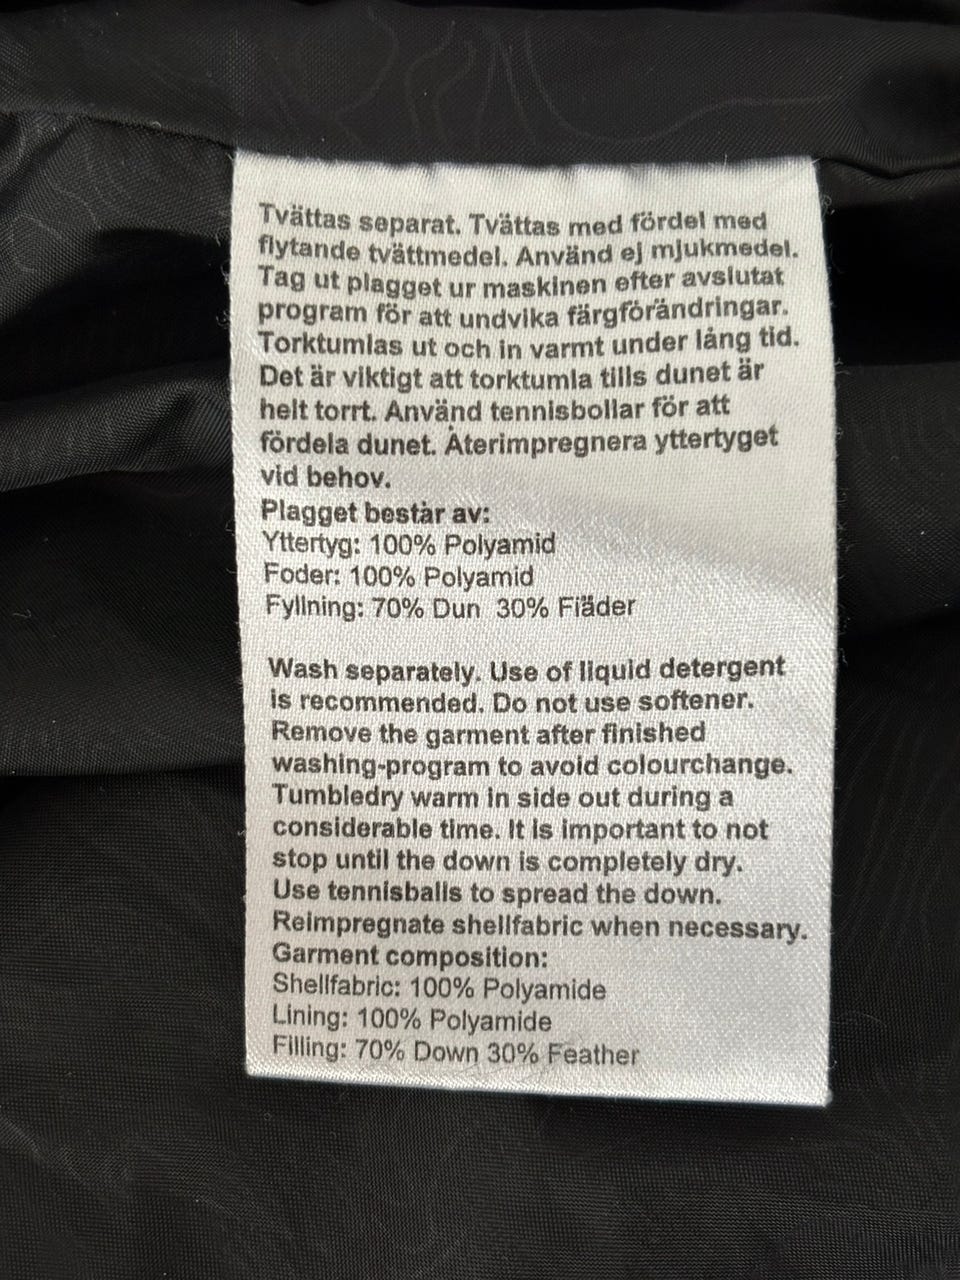 Tvättas separat. Tvättas med fördel med
flytande tvättmedel. Använd ej mjukmedel.
Tag ut plagget ur maskinen efter avslutat
program för att undvika färgförändringar.
Torktumlas ut och in varmt under lång tid.
Det är viktigt att torktumla tills dunet är
helt torrt. Använd tennisbollar för att
fördela dunet. Återimpregnera yttertyget
vid behov.
Plagget består av:
Yttertyg: 100% Polyamid
Foder: 100% Polyamid
Fyllning: 70% Dun 30% Fiäder
Wash separately. Use of liquid detergent
is recommended. Do not use softener.
Remove the garment after finished
washing-program to avoid colourchange.
Tumbledry warm in side out during a
considerable time. It is important to not
stop until the down is completely dry.
Use tennisballs to spread the down.
Reimpregnate shellfabric when necessary.
Garment composition:
Shellfabric: 100% Polyamide
Lining: 100% Polyamide
Filling: 70% Down 30% Feather